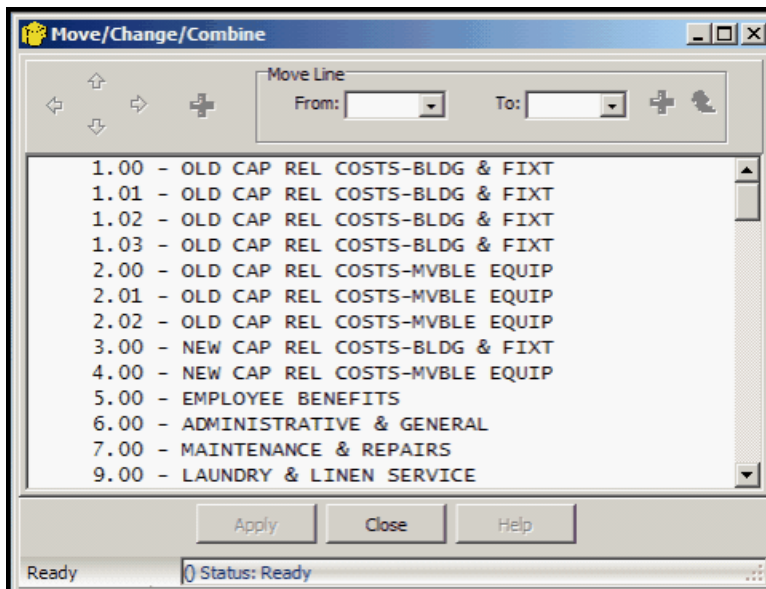 Move/Change/Combine
Move Line
From: To:
1.00 - OLD CAP REL COSTS-BLDG & FIXT
1.01 - OLD CAP REL COSTS-BLDG & FIXT
1.02 - OLD CAP REL COSTS-BLDG & FIXT
1.03 - OLD CAP REL COSTS-BLDG & FIXT
2.00 - OLD CAP REL COSTS-MVBLE EQUIP
2.01 - OLD CAP REL COSTS-MVBLE EQUIP
2.02 - OLD CAP REL COSTS-MVBLE EQUIP
3.00 - NEW CAP REL COSTS-BLDG & FIXT
4.00 - NEW CAP REL COSTS-MVBLE EQUIP
5.00 - EMPLOYEE BENEFITS
6.00 - ADMINISTRATIVE & GENERAL
7.00 - MAINTENANCE & REPAIRS
9.00 - LAUNDRY & LINEN SERVICE
Apply Close Help
Ready () Status: Ready